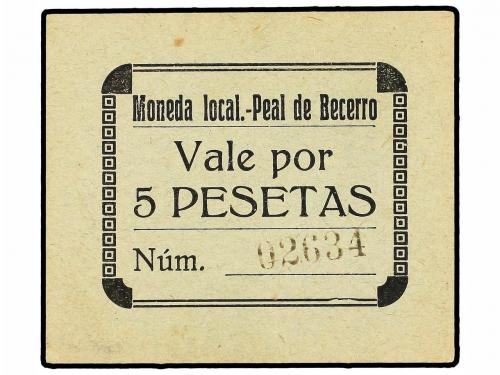 Moneda local.-Peal de Becerro
Vale por
5 PESETAS
Núm. 02634